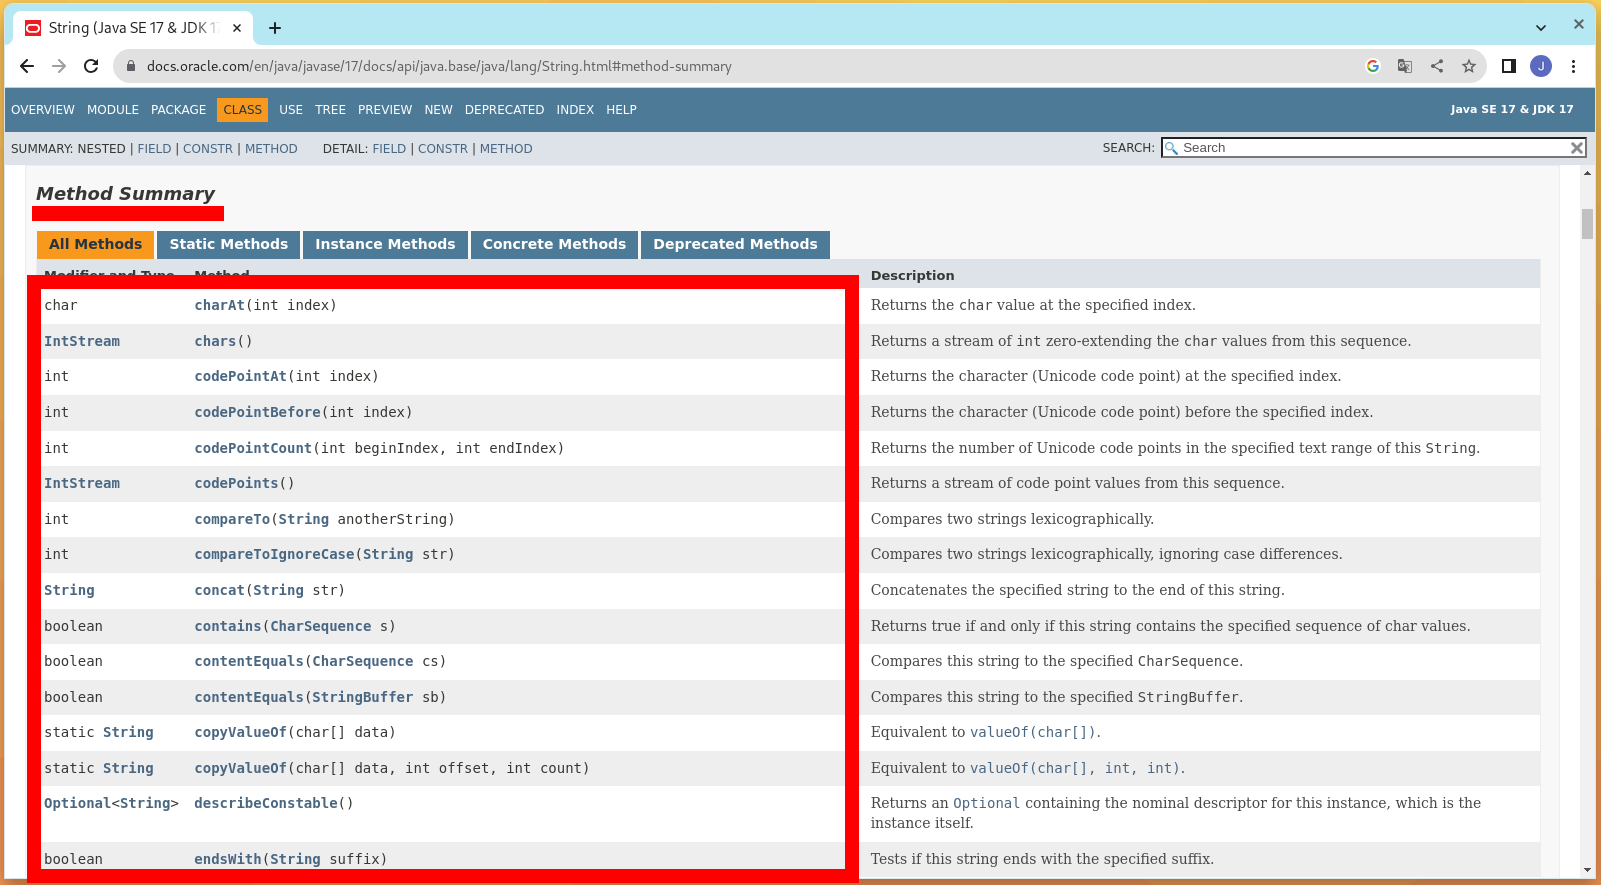 String (Java SE 17 & JDK 17
docs.oracle.com/en/java/javase/17/docs/api/java.base/java/lang/String.html#method-summary
J
OVERVIEW MODULE PACKAGE CLASS USE TREE PREVIEW NEW DEPRECATED INDEX HELP
Java SE 17 & JDK 17
SUMMARY: NESTED | FIELD | CONSTR | METHOD DETAIL: FIELD | CONSTR | METHOD
SEARCH: Search
Method Summary
All Methods Static Methods Instance Methods Concrete Methods Deprecated Methods
Modifier and Type Method Description
char charAt(int index) Returns the char value at the specified index.
IntStream chars() Returns a stream of int zero-extending the char values from this sequence.
int codePointAt(int index) Returns the character (Unicode code point) at the specified index.
int codePointBefore(int index) Returns the character (Unicode code point) before the specified index.
int codePointCount(int beginIndex, int endIndex) Returns the number of Unicode code points in the specified text range of this String.
IntStream codePoints() Returns a stream of code point values from this sequence.
int compareTo(String anotherString) Compares two strings lexicographically.
int compareToIgnoreCase(String str) Compares two strings lexicographically, ignoring case differences.
String concat(String str) Concatenates the specified string to the end of this string.
boolean contains(CharSequence s) Returns true if and only if this string contains the specified sequence of char values.
boolean contentEquals(CharSequence cs) Compares this string to the specified CharSequence.
boolean contentEquals(StringBuffer sb) Compares this string to the specified StringBuffer.
static String copyValueOf(char[] data) Equivalent to valueOf(char[]).
static String copyValueOf(char[] data, int offset, int count) Equivalent to valueOf(char[], int, int).
Optional<String> describeConstable() Returns an Optional containing the nominal descriptor for this instance, which is the
instance itself.
boolean endsWith(String suffix) Tests if this string ends with the specified suffix.